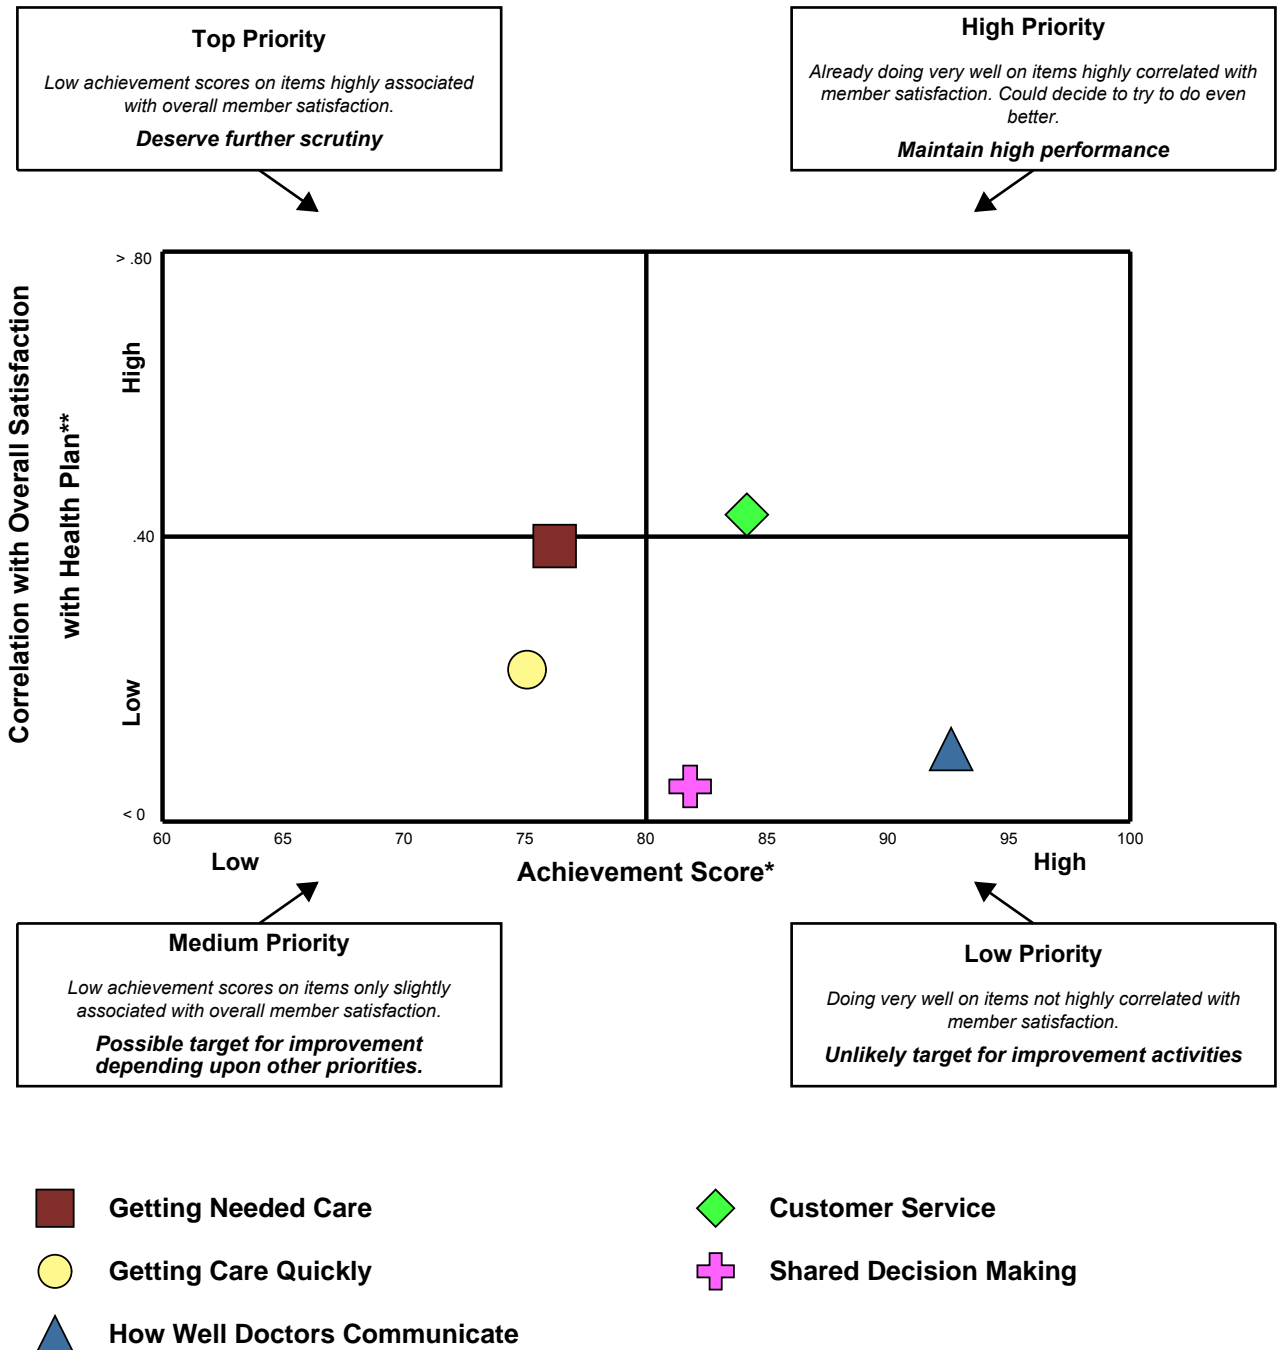 Top Priority
Low achievement scores on items highly associated
with overall member satisfaction.
Deserve further scrutiny
High Priority
Already doing very well on items highly correlated with
member satisfaction. Could decide to try to do even
better.
Maintain high performance
Correlation with Overall Satisfaction
with Health Plan**
> .80
High
.40
Low
< 0
60 65 70 75 80 85 90 95 100
Low
High
Achievement Score*
Medium Priority
Low achievement scores on items only slightly
associated with overall member satisfaction.
Possible target for improvement
depending upon other priorities.
Low Priority
Doing very well on items not highly correlated with
member satisfaction.
Unlikely target for improvement activities
Getting Needed Care
Getting Care Quickly
How Well Doctors Communicate
Customer Service
Shared Decision Making